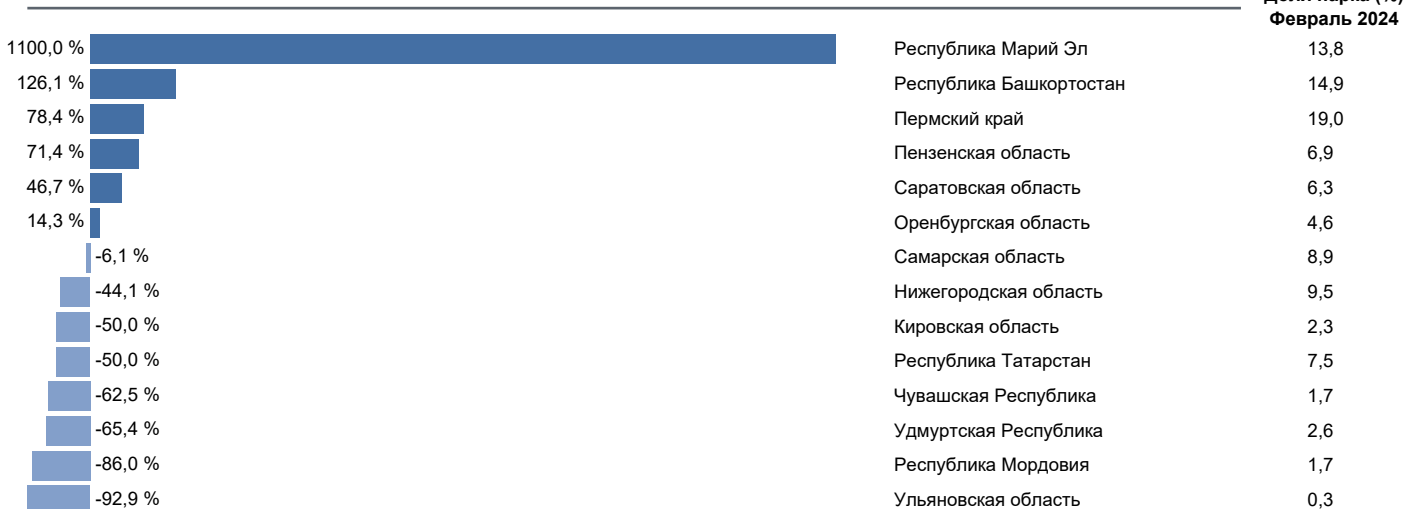 Февраль 2024
1100,0 % Республика Марий Эл 13,8
126,1 % Республика Башкортостан 14,9
78,4 % Пермский край 19,0
71,4 % Пензенская область 6,9
46,7 % Саратовская область 6,3
14,3 % Оренбургская область 4,6
-6,1 % Самарская область 8,9
-44,1 % Нижегородская область 9,5
-50,0 % Кировская область 2,3
-50,0 % Республика Татарстан 7,5
-62,5 % Чувашская Республика 1,7
-65,4 % Удмуртская Республика 2,6
-86,0 % Республика Мордовия 1,7
-92,9 % Ульяновская область 0,3